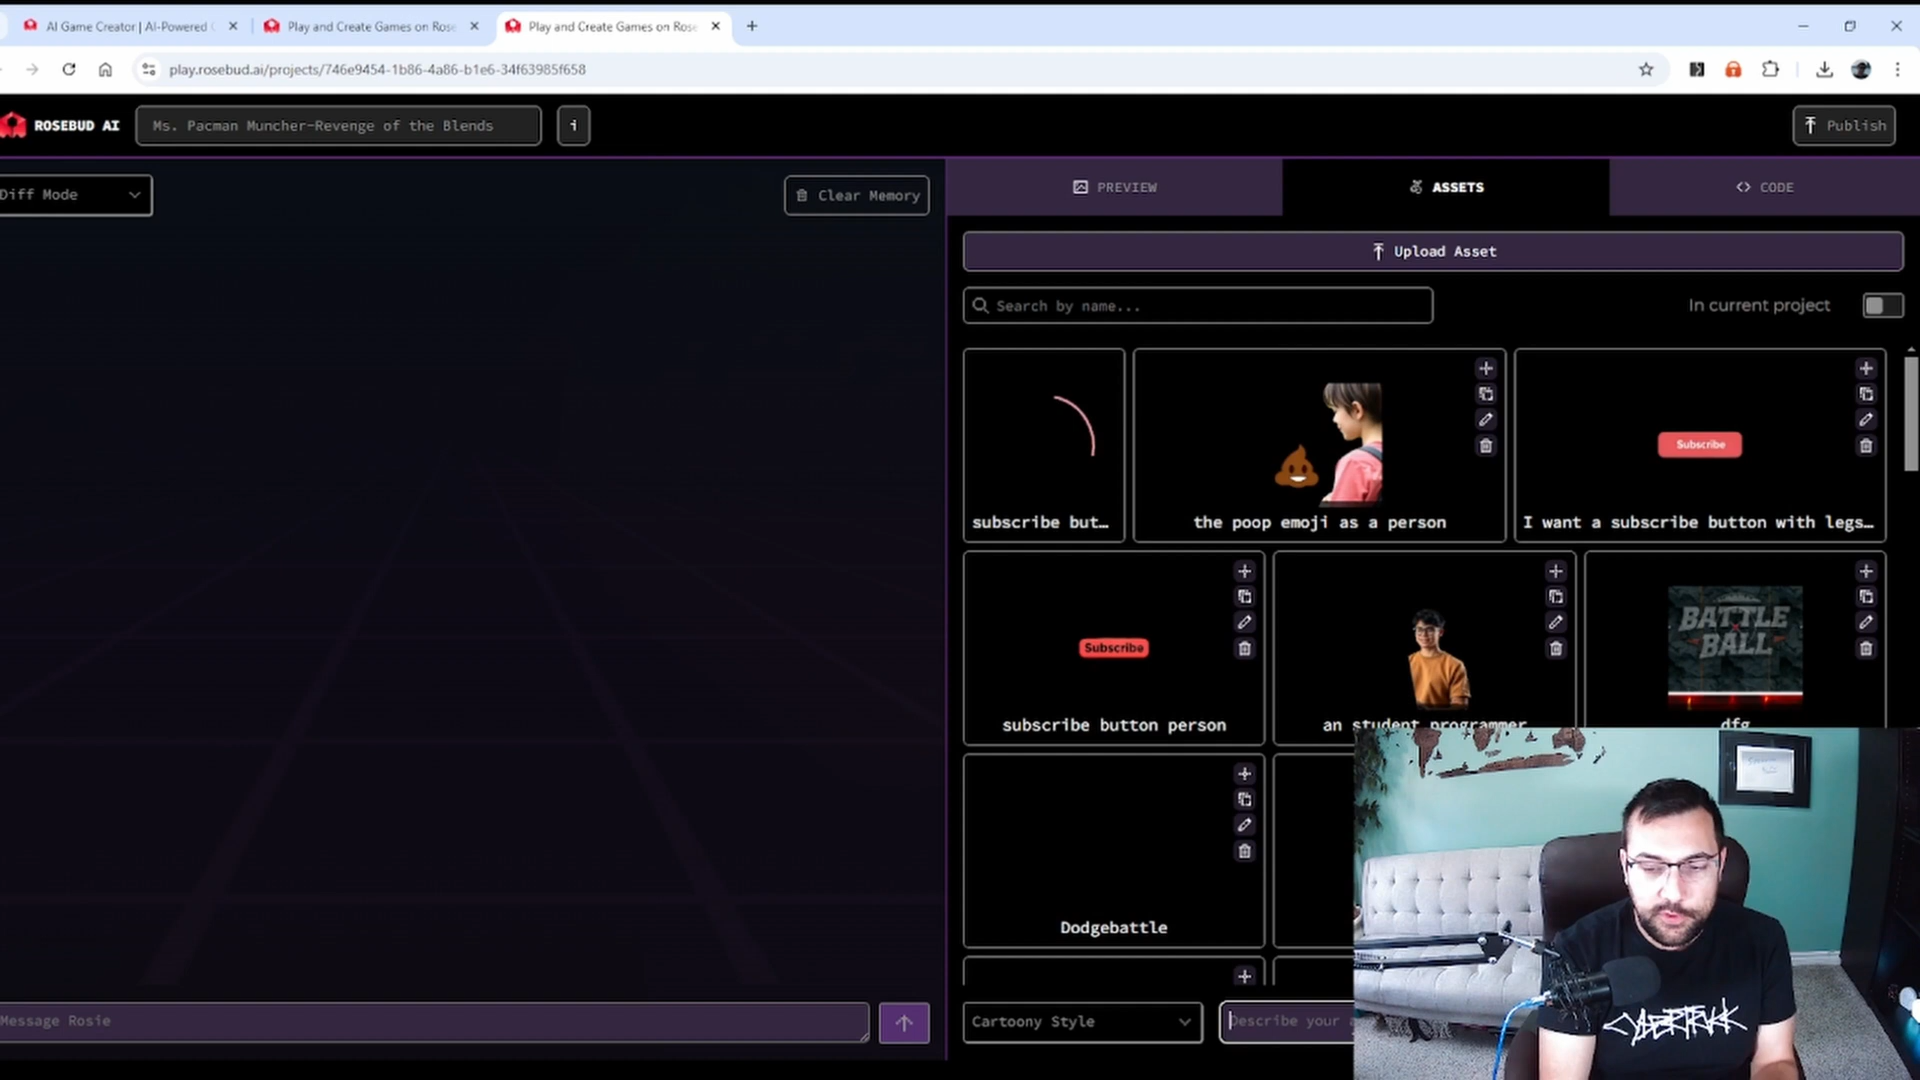 AI Game Creator | AI-Powered
Play and Create Games on Rose
Play and Create Games on Rose
play.rosebud.ai/projects/746e9454-1b86-4a86-b1e6-34f63985f658
ROSEBUD AI
Ms. Pacman Muncher-Revenge of the Blends
i
Publish
Diff Mode
Clear Memory
PREVIEW
ASSETS
CODE
Upload Asset
Search by name...
In current project
Subscribe
subscribe but...
the poop emoji as a person
I want a subscribe button with legs...
Subscribe
BATTLE
BALL
subscribe button person
an student programmer
dfg
Dodgebattle
Message Rosie
Cartoony Style
Describe your a
CYBERTRUCK